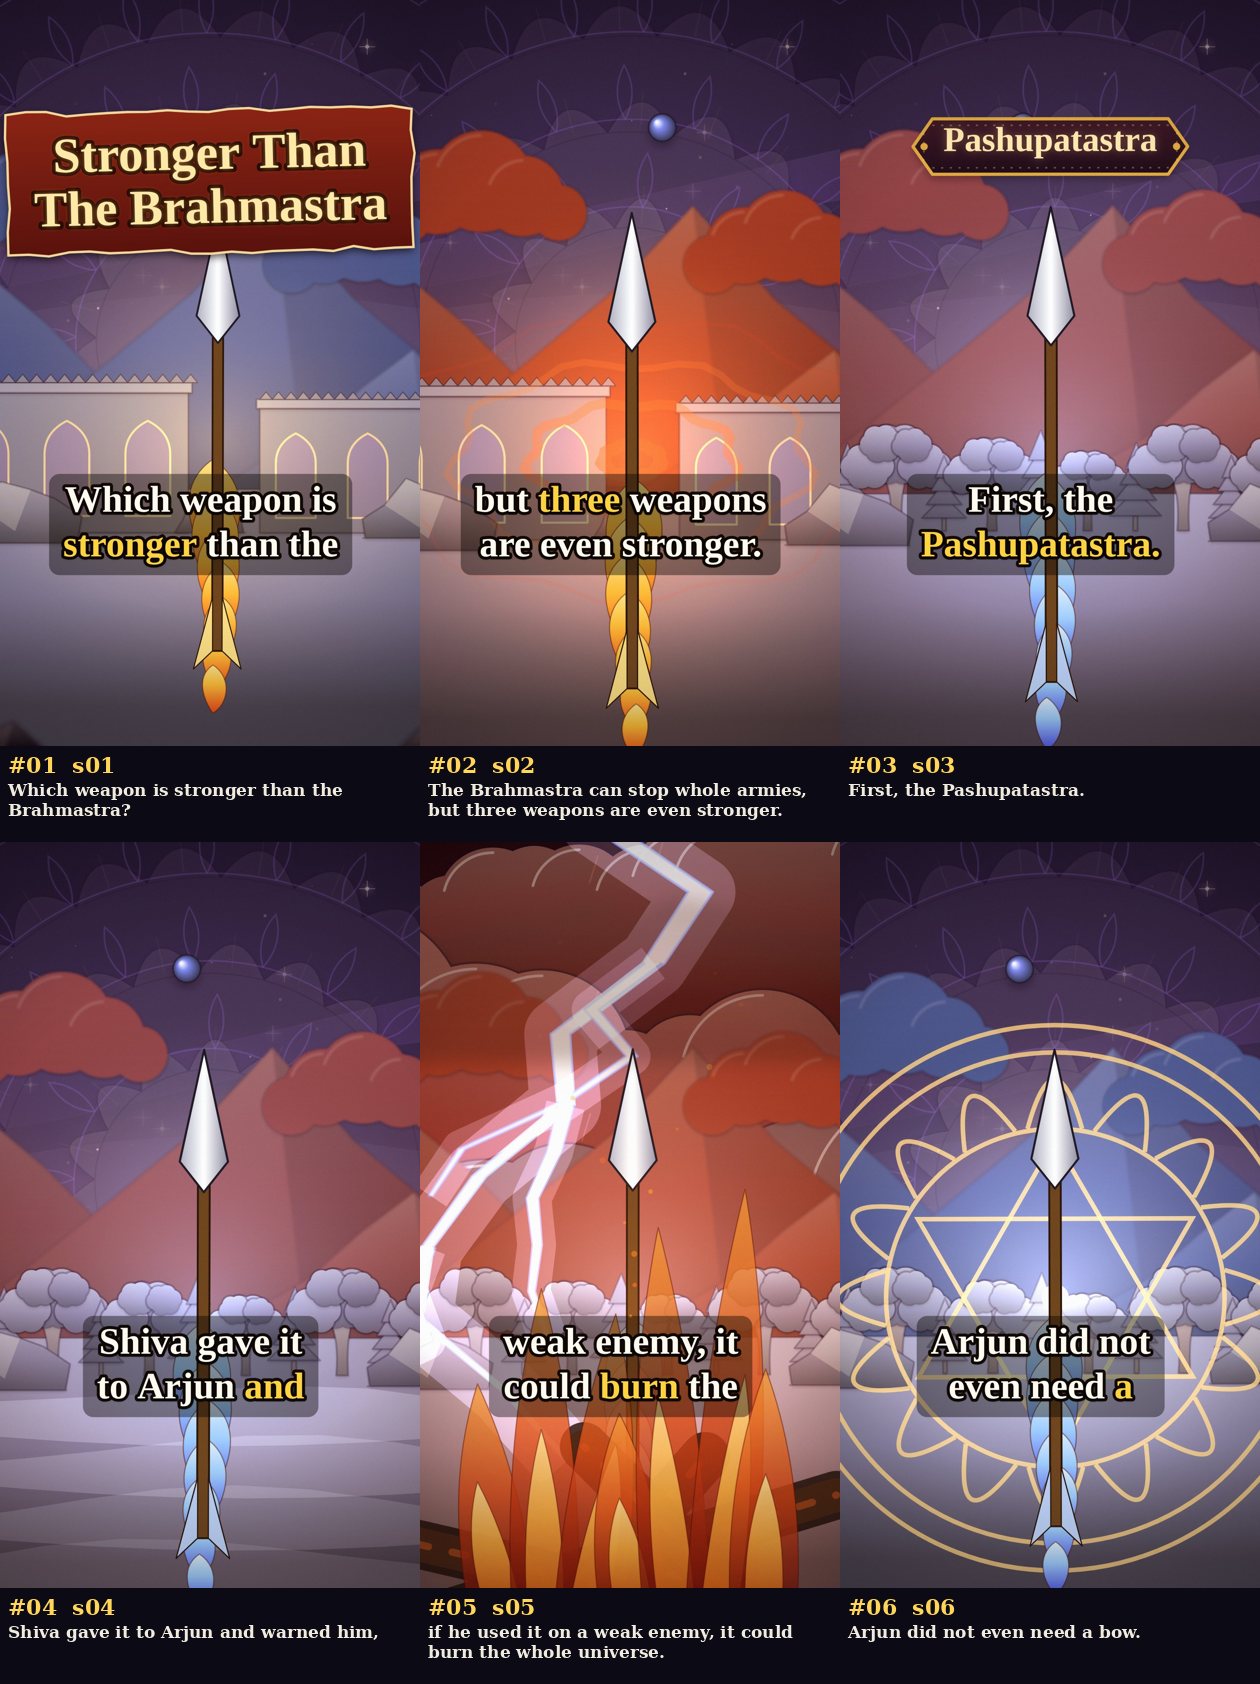 Stronger Than
The Brahmastra
Which weapon is
stronger than the
#01 s01
Which weapon is stronger than the
Brahmastra?
but three weapons
are even stronger.
#02 s02
The Brahmastra can stop whole armies,
but three weapons are even stronger.
Pashupatastra
First, the
Pashupatastra.
#03 s03
First, the Pashupatastra.
Shiva gave it
to Arjun and
#04 s04
Shiva gave it to Arjun and warned him,
weak enemy, it
could burn the
#05 s05
if he used it on a weak enemy, it could
burn the whole universe.
Arjun did not
even need a
#06 s06
Arjun did not even need a bow.